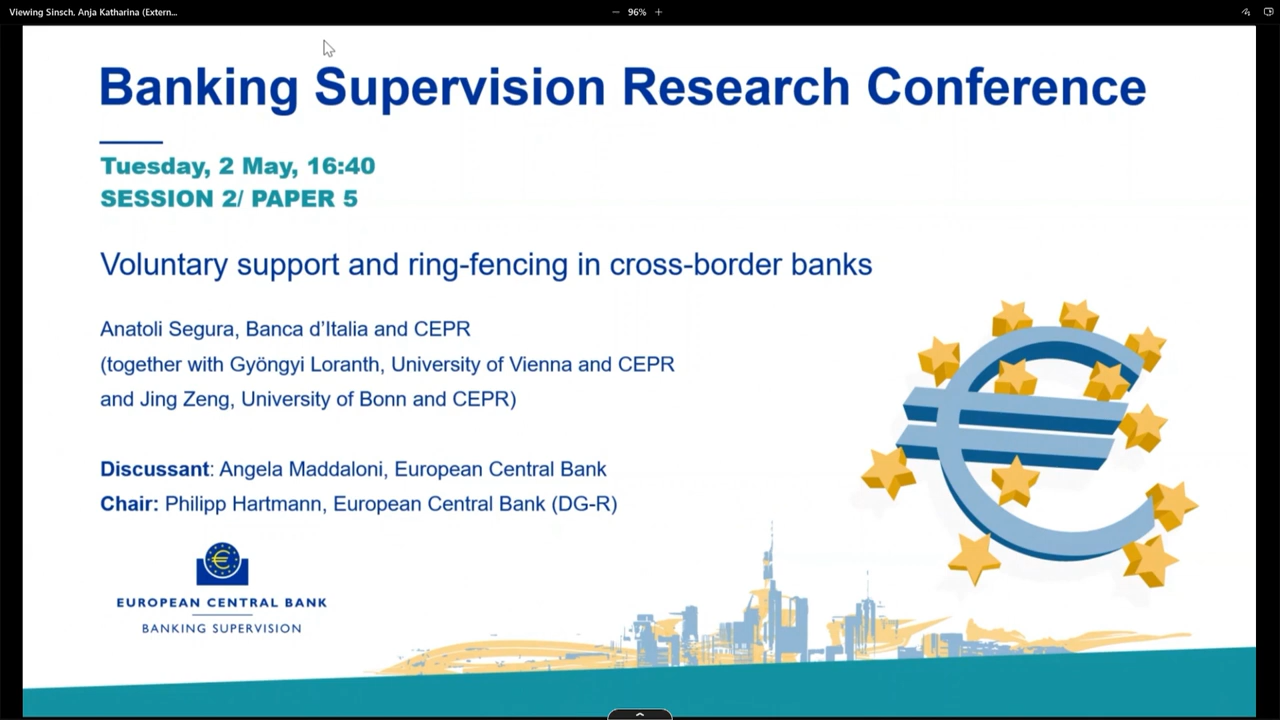 Viewing Sinsch, Anja Katharina (Extern...
− 96% +
Banking Supervision Research Conference
Tuesday, 2 May, 16:40
SESSION 2/ PAPER 5
Voluntary support and ring-fencing in cross-border banks
Anatoli Segura, Banca d'Italia and CEPR
(together with Gyöngyi Loranth, University of Vienna and CEPR
and Jing Zeng, University of Bonn and CEPR)
Discussant: Angela Maddaloni, European Central Bank
Chair: Philipp Hartmann, European Central Bank (DG-R)
EUROPEAN CENTRAL BANK
BANKING SUPERVISION